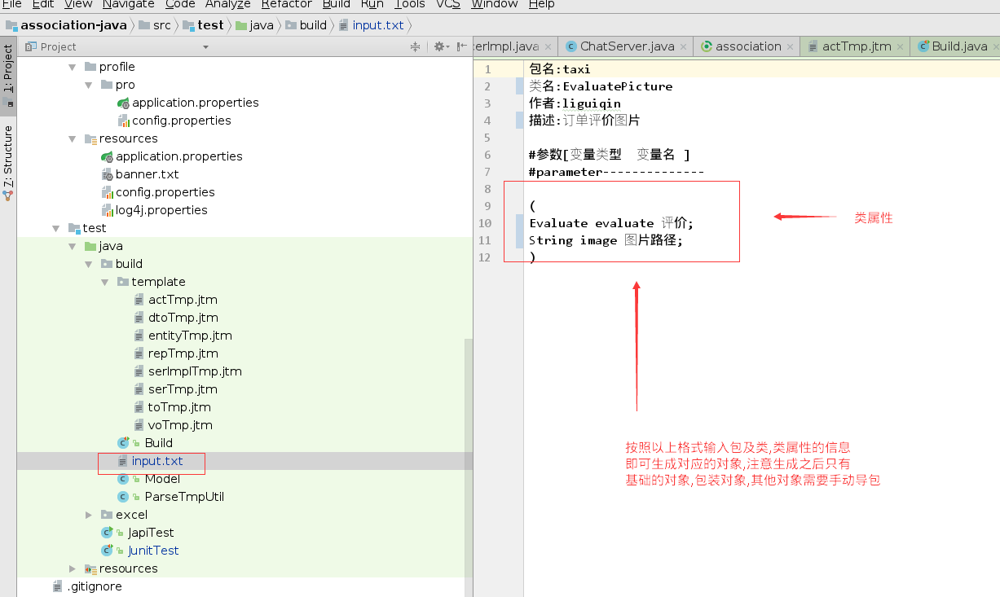 File Edit View Navigate Code Analyze Refactor Build Run Tools VCS Window Help
association-java src test java build input.txt
Project
zerImpl.java ChatServer.java association actTmp.jtm Build.java
1: Project
Z: Structure
profile
pro
application.properties
config.properties
resources
application.properties
banner.txt
config.properties
log4j.properties
test
java
build
template
actTmp.jtm
dtoTmp.jtm
entityTmp.jtm
repTmp.jtm
serImplTmp.jtm
serTmp.jtm
toTmp.jtm
voTmp.jtm
Build
input.txt
Model
ParseTmpUtil
excel
JapiTest
JunitTest
resources
.gitignore
1 包名:taxi
2 类名:EvaluatePicture
3 作者:liguiqin
4 描述:订单评价图片
5
6 #参数[变量类型 变量名 ]
7 #parameter--------------
8
9 (
10 Evaluate evaluate 评价;
11 String image 图片路径;
12 )
类属性
按照以上格式输入包及类,类属性的信息
即可生成对应的对象,注意生成之后只有
基础的对象,包装对象,其他对象需要手动导包